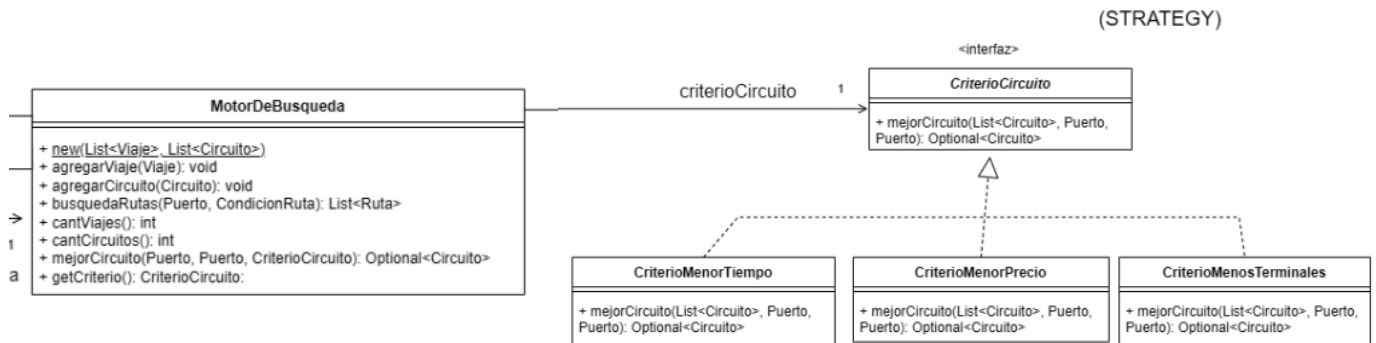 (STRATEGY)
<interfaz>
CriterioCircuito
+ mejorCircuito(List<Circuito>, Puerto,
Puerto): Optional<Circuito>
criterioCircuito
1
MotorDeBusqueda
+ new(List<Viaje>, List<Circuito>)
+ agregarViaje(Viaje): void
+ agregarCircuito(Circuito): void
+ busquedaRutas(Puerto, CondicionRuta): List<Ruta>
+ cantViajes(): int
+ cantCircuitos(): int
+ mejorCircuito(Puerto, Puerto, CriterioCircuito): Optional<Circuito>
+ getCriterio(): CriterioCircuito:
1
a
CriterioMenorTiempo
+ mejorCircuito(List<Circuito>, Puerto,
Puerto): Optional<Circuito>
CriterioMenorPrecio
+ mejorCircuito(List<Circuito>, Puerto,
Puerto): Optional<Circuito>
CriterioMenosTerminales
+ mejorCircuito(List<Circuito>, Puerto,
Puerto): Optional<Circuito>